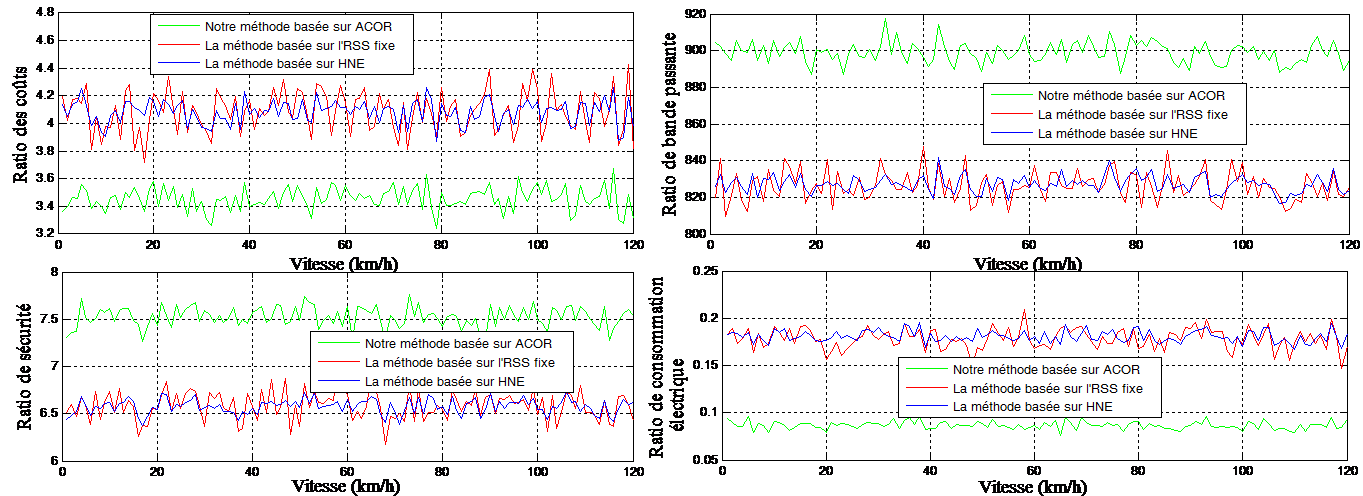 Ratio des coûts
4.8
4.6
4.4
4.2
4
3.8
3.6
3.4
3.2
Notre méthode basée sur ACOR
La méthode basée sur l'RSS fixe
La méthode basée sur HNE
0 20 40 60 80 100 120
Vitesse (km/h)
Ratio de bande passante
920
900
880
860
840
820
800
Notre méthode basée sur ACOR
La méthode basée sur l'RSS fixe
La méthode basée sur HNE
0 20 40 60 80 100 120
Vitesse (km/h)
Ratio de sécurité
8
7.5
7
6.5
6
Notre méthode basée sur ACOR
La méthode basée sur l'RSS fixe
La méthode basée sur HNE
0 20 40 60 80 100 120
Vitesse (km/h)
Ratio de consommation
électrique
0.25
0.2
0.15
0.1
0.05
Notre méthode basée sur ACOR
La méthode basée sur l'RSS fixe
La méthode basée sur HNE
0 20 40 60 80 100 120
Vitesse (km/h)